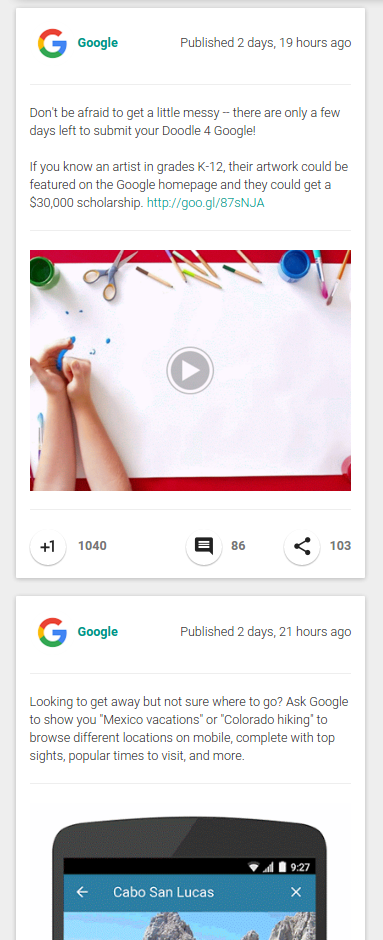 Google
Published 2 days, 19 hours ago
Don't be afraid to get a little messy -- there are only a few
days left to submit your Doodle 4 Google!
If you know an artist in grades K-12, their artwork could be
featured on the Google homepage and they could get a
$30,000 scholarship. http://goo.gl/87sNJA
+1
1040
86
103
Google
Published 2 days, 21 hours ago
Looking to get away but not sure where to go? Ask Google
to show you "Mexico vacations" or "Colorado hiking" to
browse different locations on mobile, complete with top
sights, popular times to visit, and more.
9:27
Cabo San Lucas